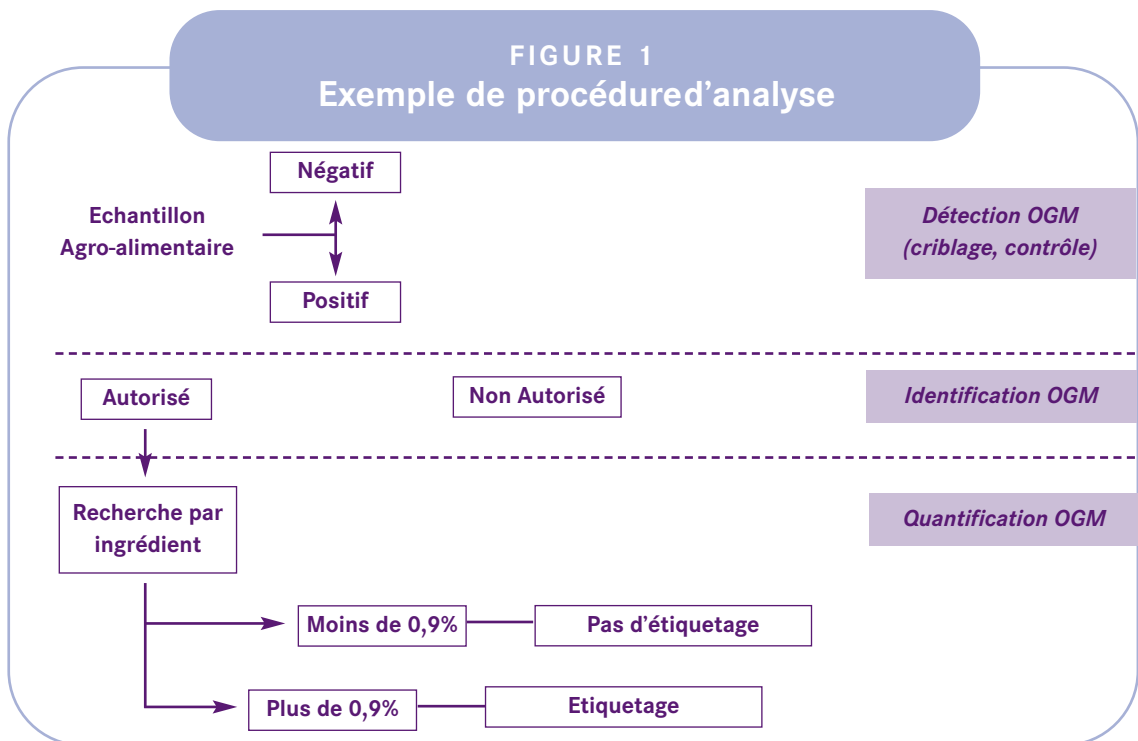 FIGURE 1
Exemple de procédured’analyse
Négatif
Echantillon
Agro-alimentaire
Positif
Détection OGM
(criblage, contrôle)
Autorisé
Non Autorisé
Identification OGM
Recherche par
ingrédient
Quantification OGM
Moins de 0,9%
Pas d’étiquetage
Plus de 0,9%
Etiquetage